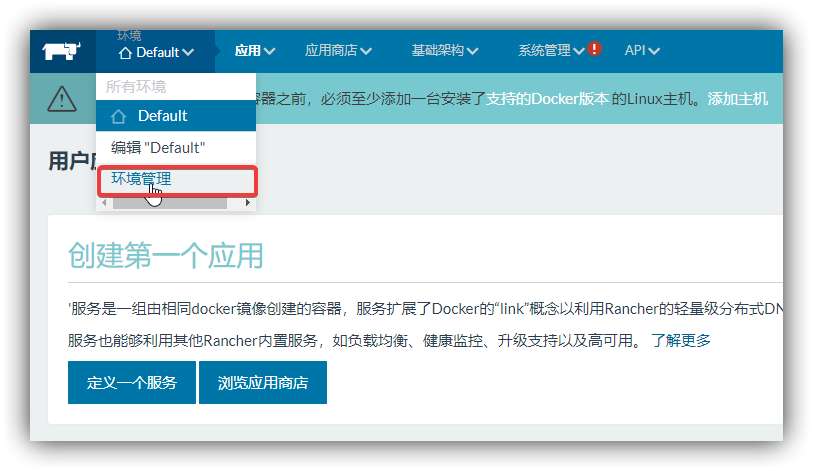 环境
Default 应用 应用商店 基础架构 系统管理 ! API
所有环境
Default
容器之前，必须至少添加一台安装了支持的Docker版本 的Linux主机。添加主机
编辑 "Default"
用户
环境管理
创建第一个应用
'服务是一组由相同docker镜像创建的容器，服务扩展了Docker的“link”概念以利用Rancher的轻量级分布式DN
服务也能够利用其他Rancher内置服务，如负载均衡、健康监控、升级支持以及高可用。 了解更多
定义一个服务 浏览应用商店